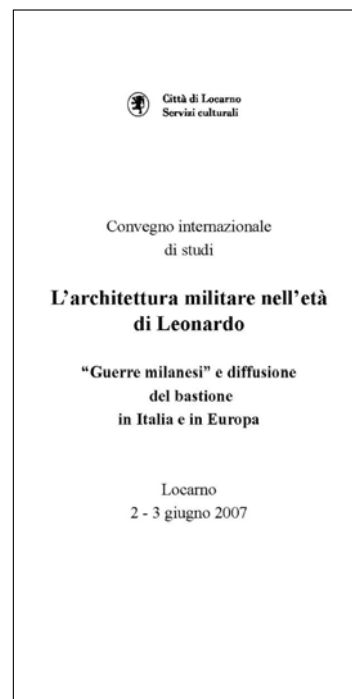 Città di Locarno
Servizi culturali
Convegno internazionale
di studi
L'architettura militare nell'età
di Leonardo
“Guerre milanesi” e diffusione
del bastione
in Italia e in Europa
Locarno
2 - 3 giugno 2007